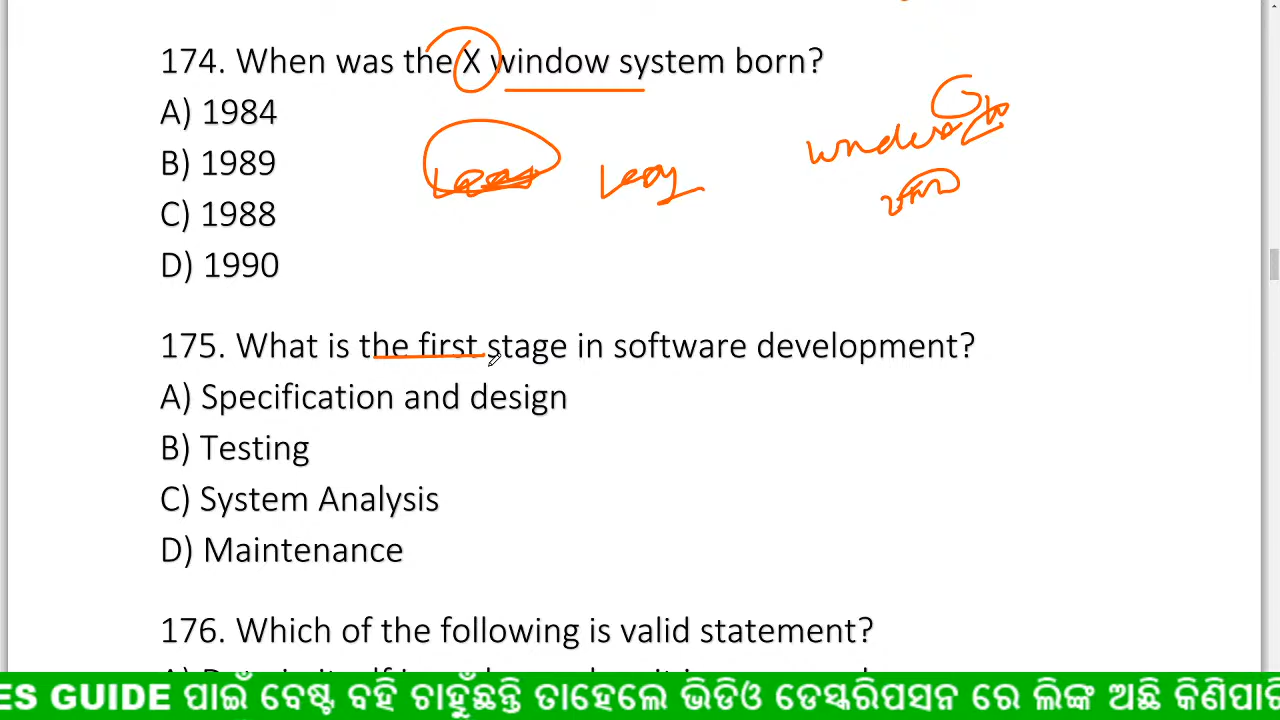 174. When was the X window system born?
A) 1984
B) 1989
C) 1988
D) 1990
175. What is the first stage in software development?
A) Specification and design
B) Testing
C) System Analysis
D) Maintenance
176. Which of the following is valid statement?
ES GUIDE ପାଇଁ ବେଷ୍ଟ ବହି ଚାହୁଁଛନ୍ତି ତାହେଲେ ଭିଡିଓ ଡେସ୍କରିପସନ ରେ ଲିଙ୍କ ଅଛି କିଣିପାରି